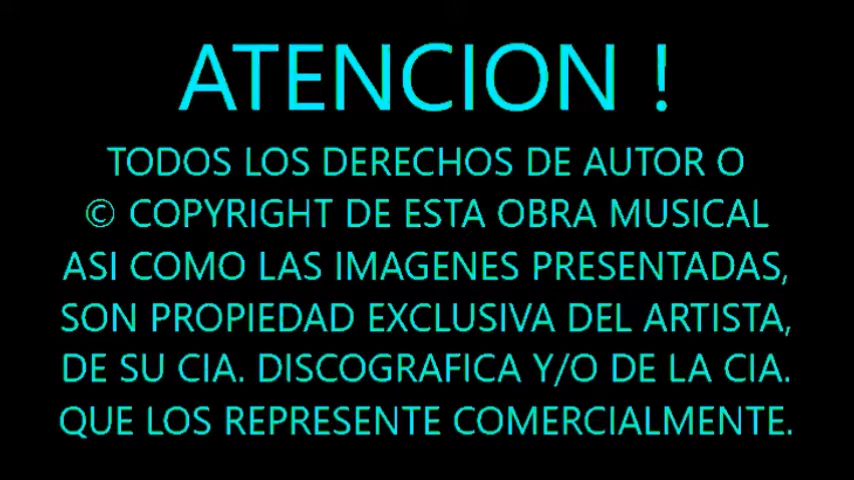 ATENCION !
TODOS LOS DERECHOS DE AUTOR O
© COPYRIGHT DE ESTA OBRA MUSICAL
ASI COMO LAS IMAGENES PRESENTADAS,
SON PROPIEDAD EXCLUSIVA DEL ARTISTA,
DE SU CIA. DISCOGRAFICA Y/O DE LA CIA.
QUE LOS REPRESENTE COMERCIALMENTE.